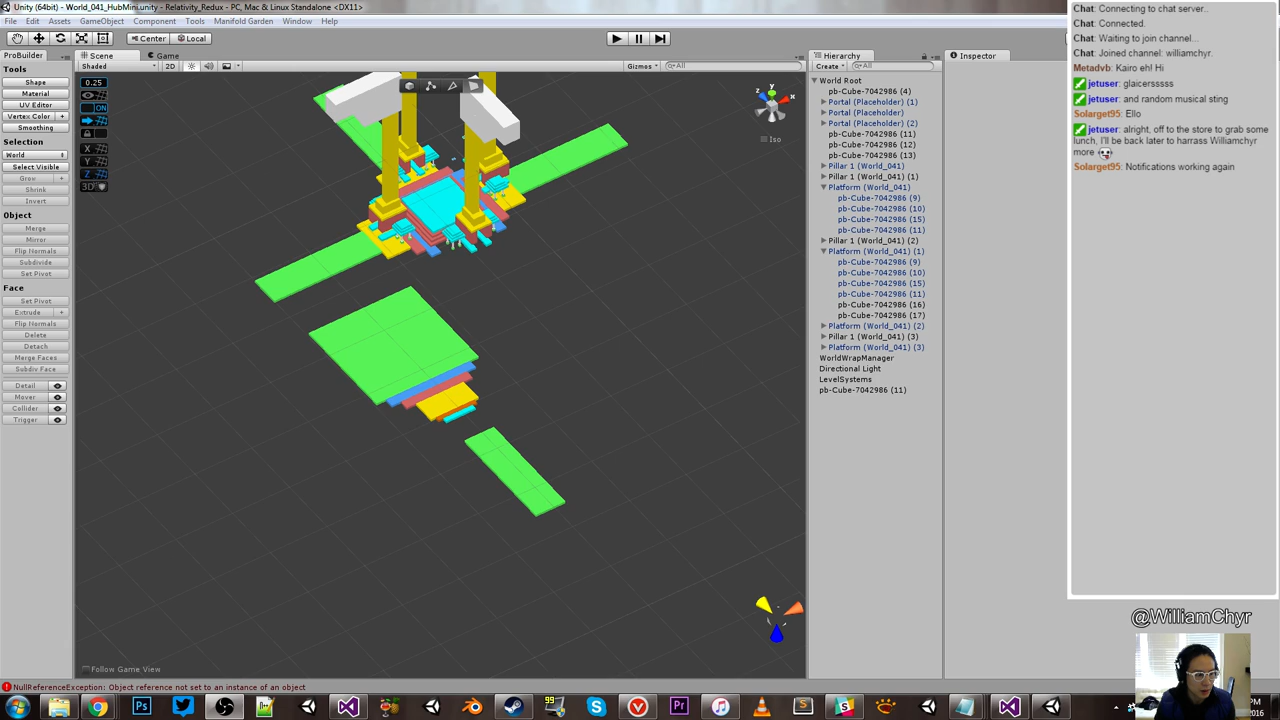 Unity (64bit) - World_041_HubMini.unity - Relativity_Redux - PC, Mac & Linux Standalone <DX11>
File Edit Assets GameObject Component Tools Manifold Garden Window Help
Center Local
ProBuilder
Scene Game
Shaded 2D Gizmos All
Tools
Shape
Material
UV Editor
Vertex Color +
Smoothing
Selection
World
Select Visible
Grow +
Shrink
Invert
Object
Merge
Mirror
Flip Normals
Subdivide
Set Pivot
Face
Set Pivot
Extrude +
Flip Normals
Delete
Detach
Merge Faces
Subdiv Face
Detail
Mover
Collider
Trigger
0.25
ON
X
Y
Z
3D
y
z x
Iso
Follow Game View
Hierarchy
Create All
World Root
pb-Cube-7042986 (4)
Portal (Placeholder) (1)
Portal (Placeholder)
Portal (Placeholder) (2)
pb-Cube-7042986 (11)
pb-Cube-7042986 (12)
pb-Cube-7042986 (13)
Pillar 1 (World_041)
Pillar 1 (World_041) (1)
Platform (World_041)
pb-Cube-7042986 (9)
pb-Cube-7042986 (10)
pb-Cube-7042986 (15)
pb-Cube-7042986 (11)
Pillar 1 (World_041) (2)
Platform (World_041) (1)
pb-Cube-7042986 (9)
pb-Cube-7042986 (10)
pb-Cube-7042986 (15)
pb-Cube-7042986 (11)
pb-Cube-7042986 (16)
pb-Cube-7042986 (17)
Platform (World_041) (2)
Pillar 1 (World_041) (3)
Platform (World_041) (3)
WorldWrapManager
Directional Light
LevelSystems
pb-Cube-7042986 (11)
Inspector
Chat: Connecting to chat server..
Chat: Connected.
Chat: Waiting to join channel...
Chat: Joined channel: williamchyr.
Metadvb: Kairo eh! Hi
jetuser: glaicersssss
jetuser: and random musical sting
Solarget95: Ello
jetuser: alright, off to the store to grab some
lunch, I'll be back later to harrass Williamchyr
more
Solarget95: Notifications working again
@WilliamChyr
NullReferenceException: Object reference not set to an instance of an object
Ps
99
Pr
PM
2016